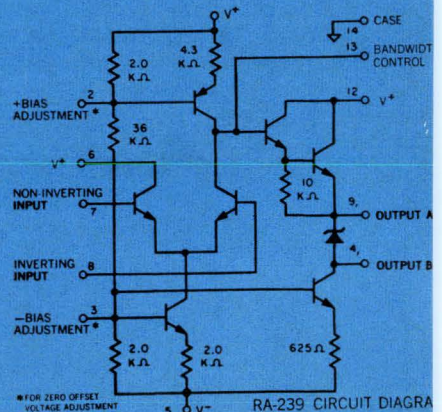 V+
CASE
14
13 BANDWIDT
CONTROL
4.3
KΩ
2.0
KΩ
2
+BIAS
ADJUSTMENT*
12
V+
36
KΩ
V+
6
10
KΩ
NON-INVERTING
INPUT
7
9,
OUTPUT A
4,
OUTPUT B
INVERTING
INPUT
8
3
—BIAS
ADJUSTMENT*
2.0
KΩ
2.0
KΩ
625Ω
*FOR ZERO OFFSET
VOLTAGE ADJUSTMENT
5
V−
RA-239 CIRCUIT DIAGRA